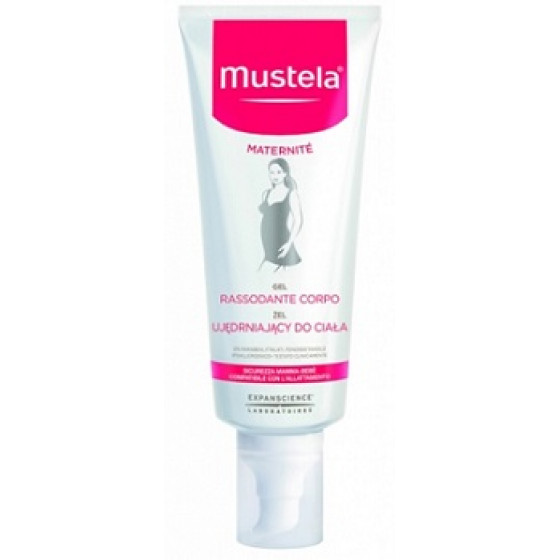 mustela®
MATERNITÉ
GEL
RASSODANTE CORPO
ŻEL
UJĘDRNIAJĄCY DO CIAŁA
SICUREZZA MAMMA-BEBÈ
COMPATIBILE CON L'ALLATTAMENTO
EXPANSCIENCE
LABORATOIRES